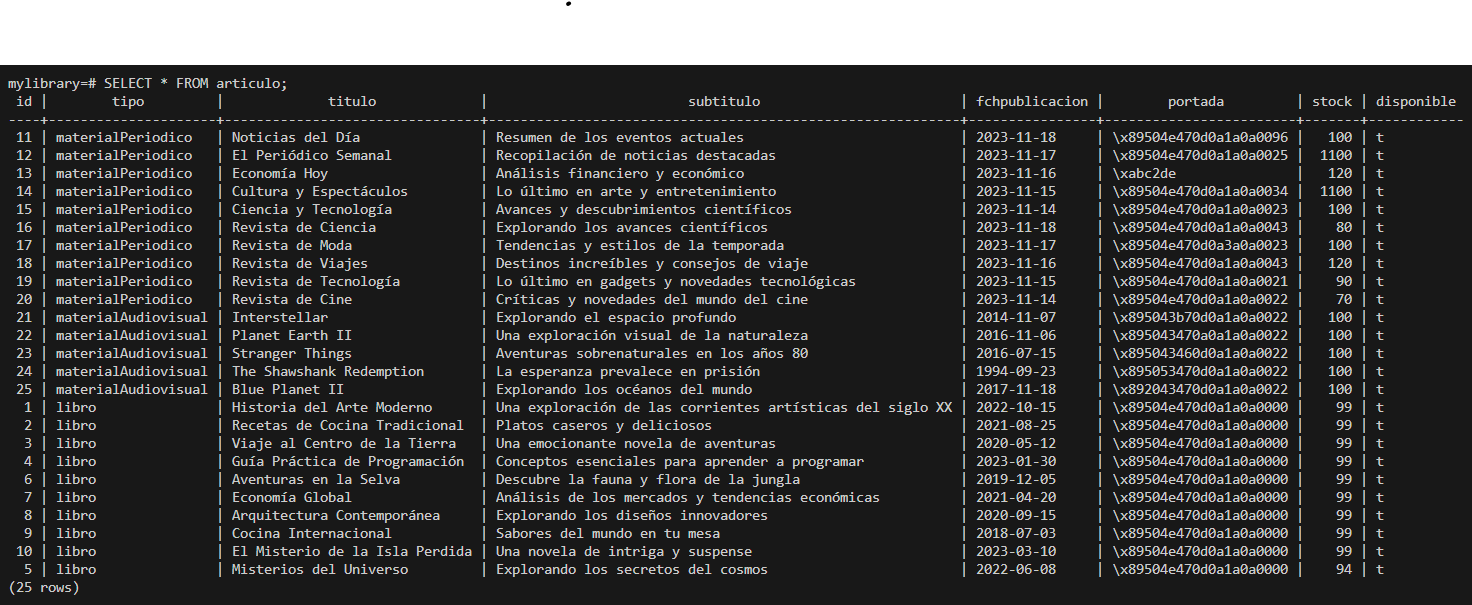 mylibrary=# SELECT * FROM articulo;
 id |        tipo         |             titulo             |                         subtitulo                         | fchpublicacion |        portada         | stock | disponible
----+---------------------+--------------------------------+-----------------------------------------------------------+----------------+------------------------+-------+------------
 11 | materialPeriodico   | Noticias del Día               | Resumen de los eventos actuales                           | 2023-11-18     | \x89504e470d0a1a0a0096 |   100 | t
 12 | materialPeriodico   | El Periódico Semanal           | Recopilación de noticias destacadas                       | 2023-11-17     | \x89504e470d0a1a0a0025 |  1100 | t
 13 | materialPeriodico   | Economía Hoy                   | Análisis financiero y económico                           | 2023-11-16     | \xabc2de               |   120 | t
 14 | materialPeriodico   | Cultura y Espectáculos         | Lo último en arte y entretenimiento                       | 2023-11-15     | \x89504e470d0a1a0a0034 |  1100 | t
 15 | materialPeriodico   | Ciencia y Tecnología           | Avances y descubrimientos científicos                     | 2023-11-14     | \x89504e470d0a1a0a0023 |   100 | t
 16 | materialPeriodico   | Revista de Ciencia             | Explorando los avances científicos                        | 2023-11-18     | \x89504e470d0a1a0a0043 |    80 | t
 17 | materialPeriodico   | Revista de Moda                | Tendencias y estilos de la temporada                      | 2023-11-17     | \x89504e470d0a3a0a0023 |   100 | t
 18 | materialPeriodico   | Revista de Viajes              | Destinos increíbles y consejos de viaje                   | 2023-11-16     | \x89504e470d0a1a0a0043 |   120 | t
 19 | materialPeriodico   | Revista de Tecnología          | Lo último en gadgets y novedades tecnológicas             | 2023-11-15     | \x89504e470d0a1a0a0021 |    90 | t
 20 | materialPeriodico   | Revista de Cine                | Críticas y novedades del mundo del cine                   | 2023-11-14     | \x89504e470d0a1a0a0022 |    70 | t
 21 | materialAudiovisual | Interstellar                   | Explorando el espacio profundo                            | 2014-11-07     | \x895043b70d0a1a0a0022 |   100 | t
 22 | materialAudiovisual | Planet Earth II                | Una exploración visual de la naturaleza                   | 2016-11-06     | \x895043470a0a1a0a0022 |   100 | t
 23 | materialAudiovisual | Stranger Things                | Aventuras sobrenaturales en los años 80                   | 2016-07-15     | \x895043460d0a1a0a0022 |   100 | t
 24 | materialAudiovisual | The Shawshank Redemption       | La esperanza prevalece en prisión                         | 1994-09-23     | \x895053470d0a1a0a0022 |   100 | t
 25 | materialAudiovisual | Blue Planet II                 | Explorando los océanos del mundo                          | 2017-11-18     | \x892043470d0a1a0a0022 |   100 | t
  1 | libro               | Historia del Arte Moderno      | Una exploración de las corrientes artísticas del siglo XX | 2022-10-15     | \x89504e470d0a1a0a0000 |    99 | t
  2 | libro               | Recetas de Cocina Tradicional  | Platos caseros y deliciosos                               | 2021-08-25     | \x89504e470d0a1a0a0000 |    99 | t
  3 | libro               | Viaje al Centro de la Tierra   | Una emocionante novela de aventuras                       | 2020-05-12     | \x89504e470d0a1a0a0000 |    99 | t
  4 | libro               | Guía Práctica de Programación  | Conceptos esenciales para aprender a programar            | 2023-01-30     | \x89504e470d0a1a0a0000 |    99 | t
  6 | libro               | Aventuras en la Selva          | Descubre la fauna y flora de la jungla                    | 2019-12-05     | \x89504e470d0a1a0a0000 |    99 | t
  7 | libro               | Economía Global                | Análisis de los mercados y tendencias económicas          | 2021-04-20     | \x89504e470d0a1a0a0000 |    99 | t
  8 | libro               | Arquitectura Contemporánea     | Explorando los diseños innovadores                        | 2020-09-15     | \x89504e470d0a1a0a0000 |    99 | t
  9 | libro               | Cocina Internacional           | Sabores del mundo en tu mesa                              | 2018-07-03     | \x89504e470d0a1a0a0000 |    99 | t
 10 | libro               | El Misterio de la Isla Perdida | Una novela de intriga y suspense                          | 2023-03-10     | \x89504e470d0a1a0a0000 |    99 | t
  5 | libro               | Misterios del Universo         | Explorando los secretos del cosmos                        | 2022-06-08     | \x89504e470d0a1a0a0000 |    94 | t
(25 rows)